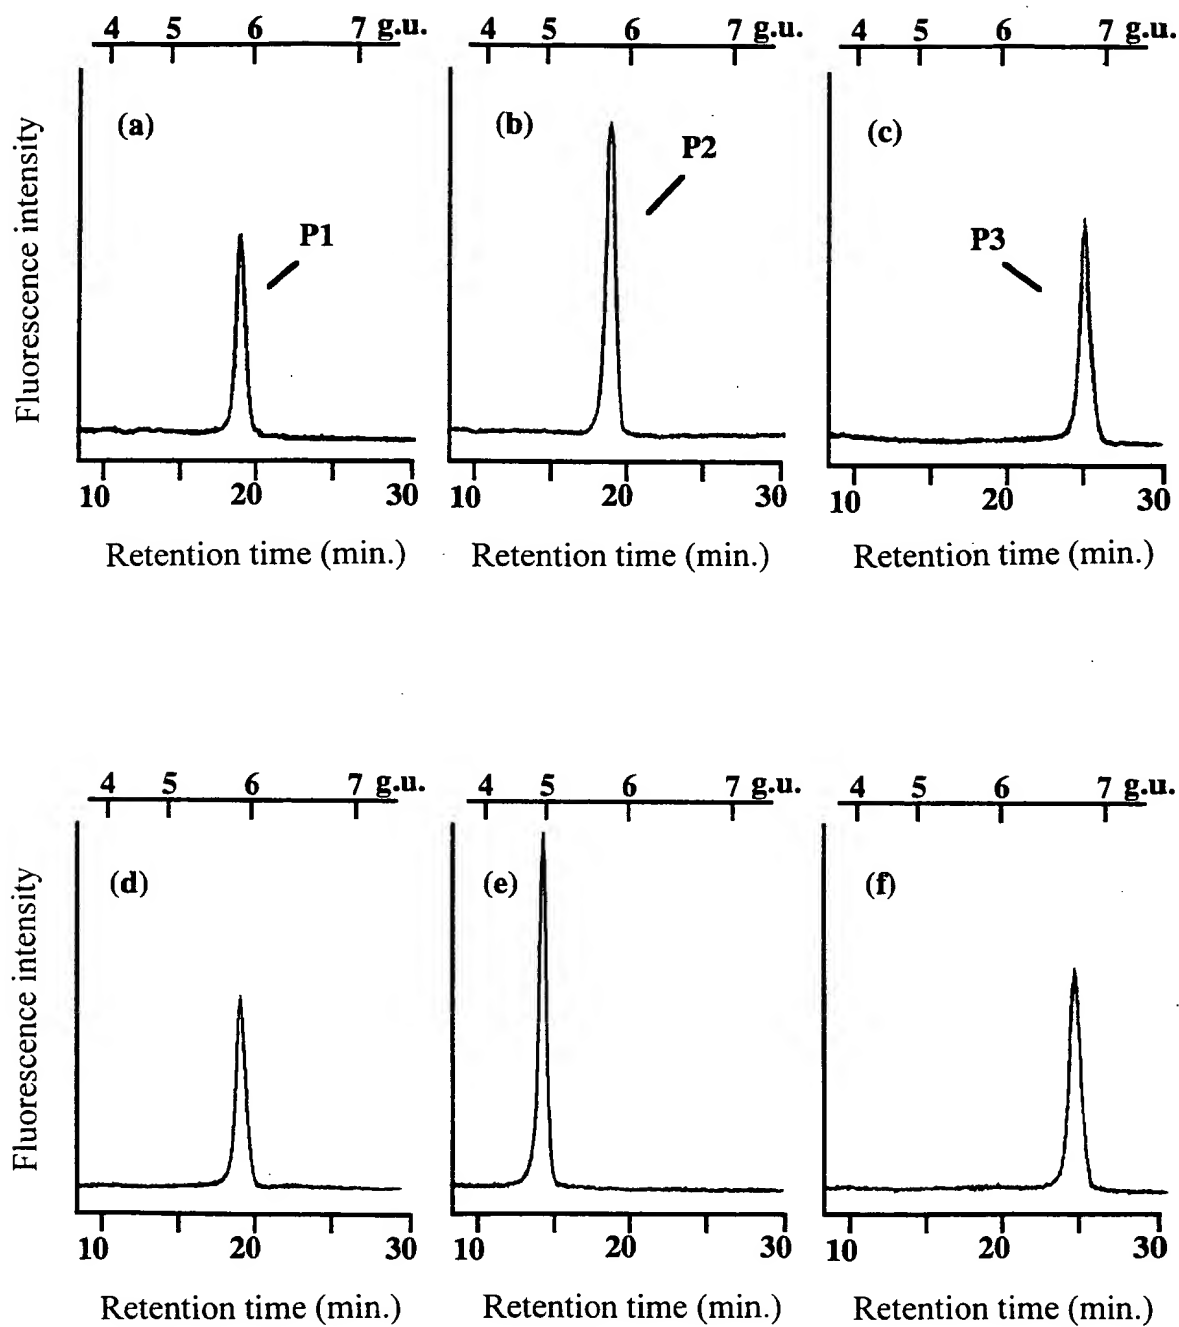 4 5 6 7 g.u. 4 5 6 7 g.u. 4 5 6 7 g.u.
(a) (b) (c)
P1 P2 P3
Fluorescence intensity
10 20 30 10 20 30 10 20 30
Retention time (min.) Retention time (min.) Retention time (min.)
4 5 6 7 g.u. 4 5 6 7 g.u. 4 5 6 7 g.u.
(d) (e) (f)
Fluorescence intensity
10 20 30 10 20 30 10 20 30
Retention time (min.) Retention time (min.) Retention time (min.)